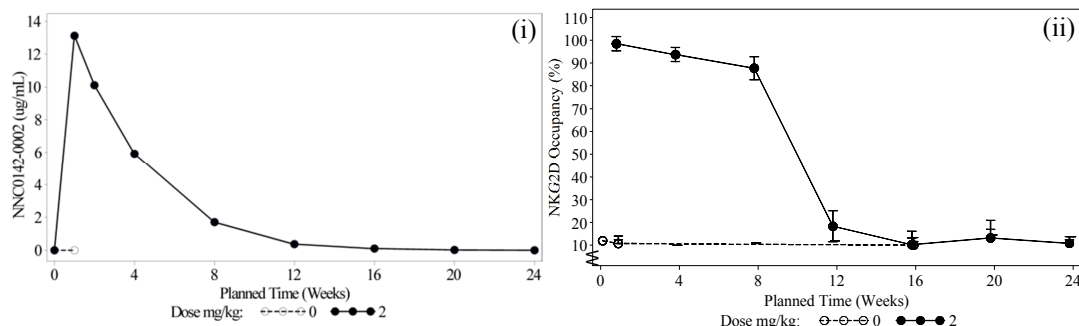 (i)
NNC0142-0002 (ug/mL)
14
12
10
8
6
4
2
0
0 4 8 12 16 20 24
Planned Time (Weeks)
Dose mg/kg: 0 2
(ii)
NKG2D Occupancy (%)
110
100
90
80
70
60
50
40
30
20
10
0 4 8 12 16 20 24
Planned Time (Weeks)
Dose mg/kg: 0 2